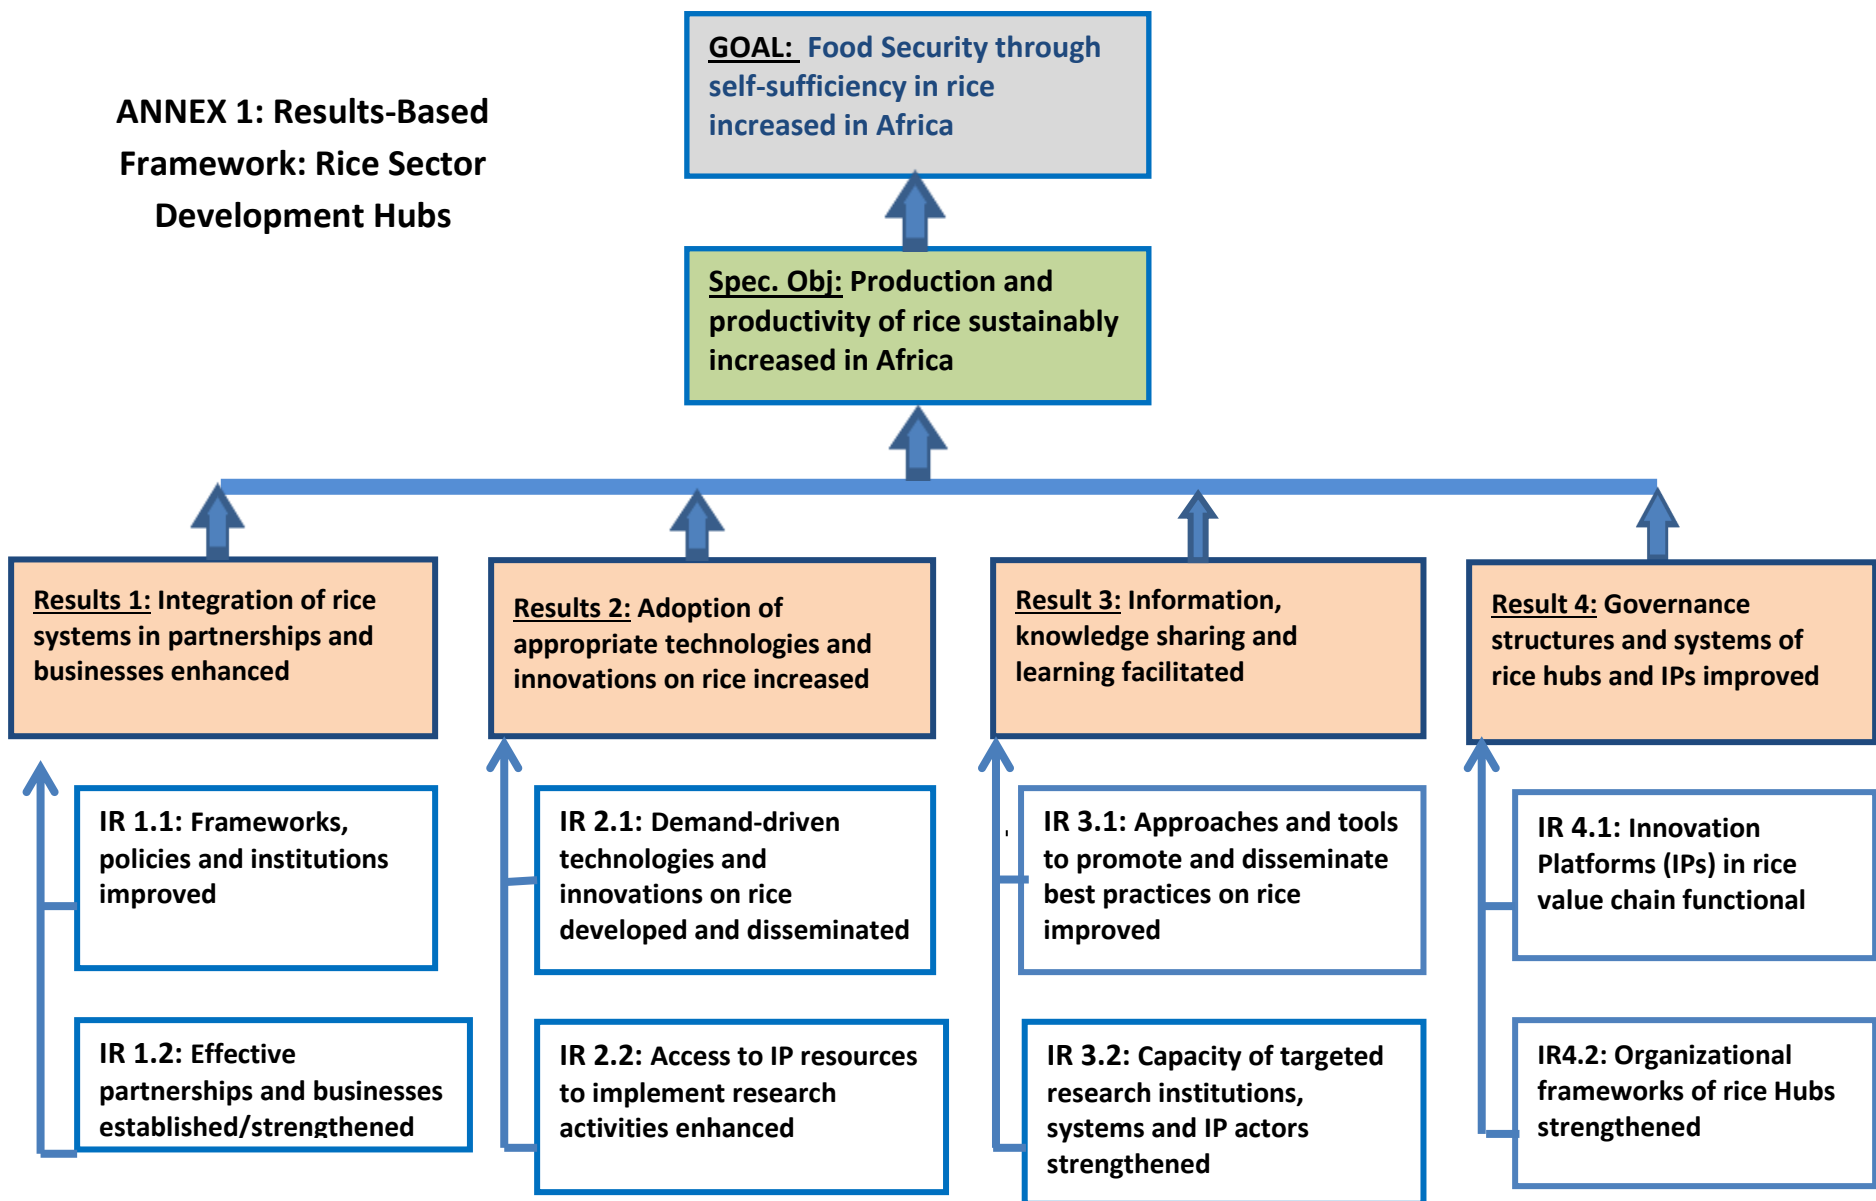 ANNEX 1: Results-Based
Framework: Rice Sector
Development Hubs
GOAL: Food Security through
self-sufficiency in rice
increased in Africa
Spec. Obj: Production and
productivity of rice sustainably
increased in Africa
Results 1: Integration of rice
systems in partnerships and
businesses enhanced
Results 2: Adoption of
appropriate technologies and
innovations on rice increased
Result 3: Information,
knowledge sharing and
learning facilitated
Result 4: Governance
structures and systems of
rice hubs and IPs improved
IR 1.1: Frameworks,
policies and institutions
improved
IR 1.2: Effective
partnerships and businesses
established/strengthened
IR 2.1: Demand-driven
technologies and
innovations on rice
developed and disseminated
IR 2.2: Access to IP resources
to implement research
activities enhanced
IR 3.1: Approaches and tools
to promote and disseminate
best practices on rice
improved
IR 3.2: Capacity of targeted
research institutions,
systems and IP actors
strengthened
IR 4.1: Innovation
Platforms (IPs) in rice
value chain functional
IR4.2: Organizational
frameworks of rice Hubs
strengthened